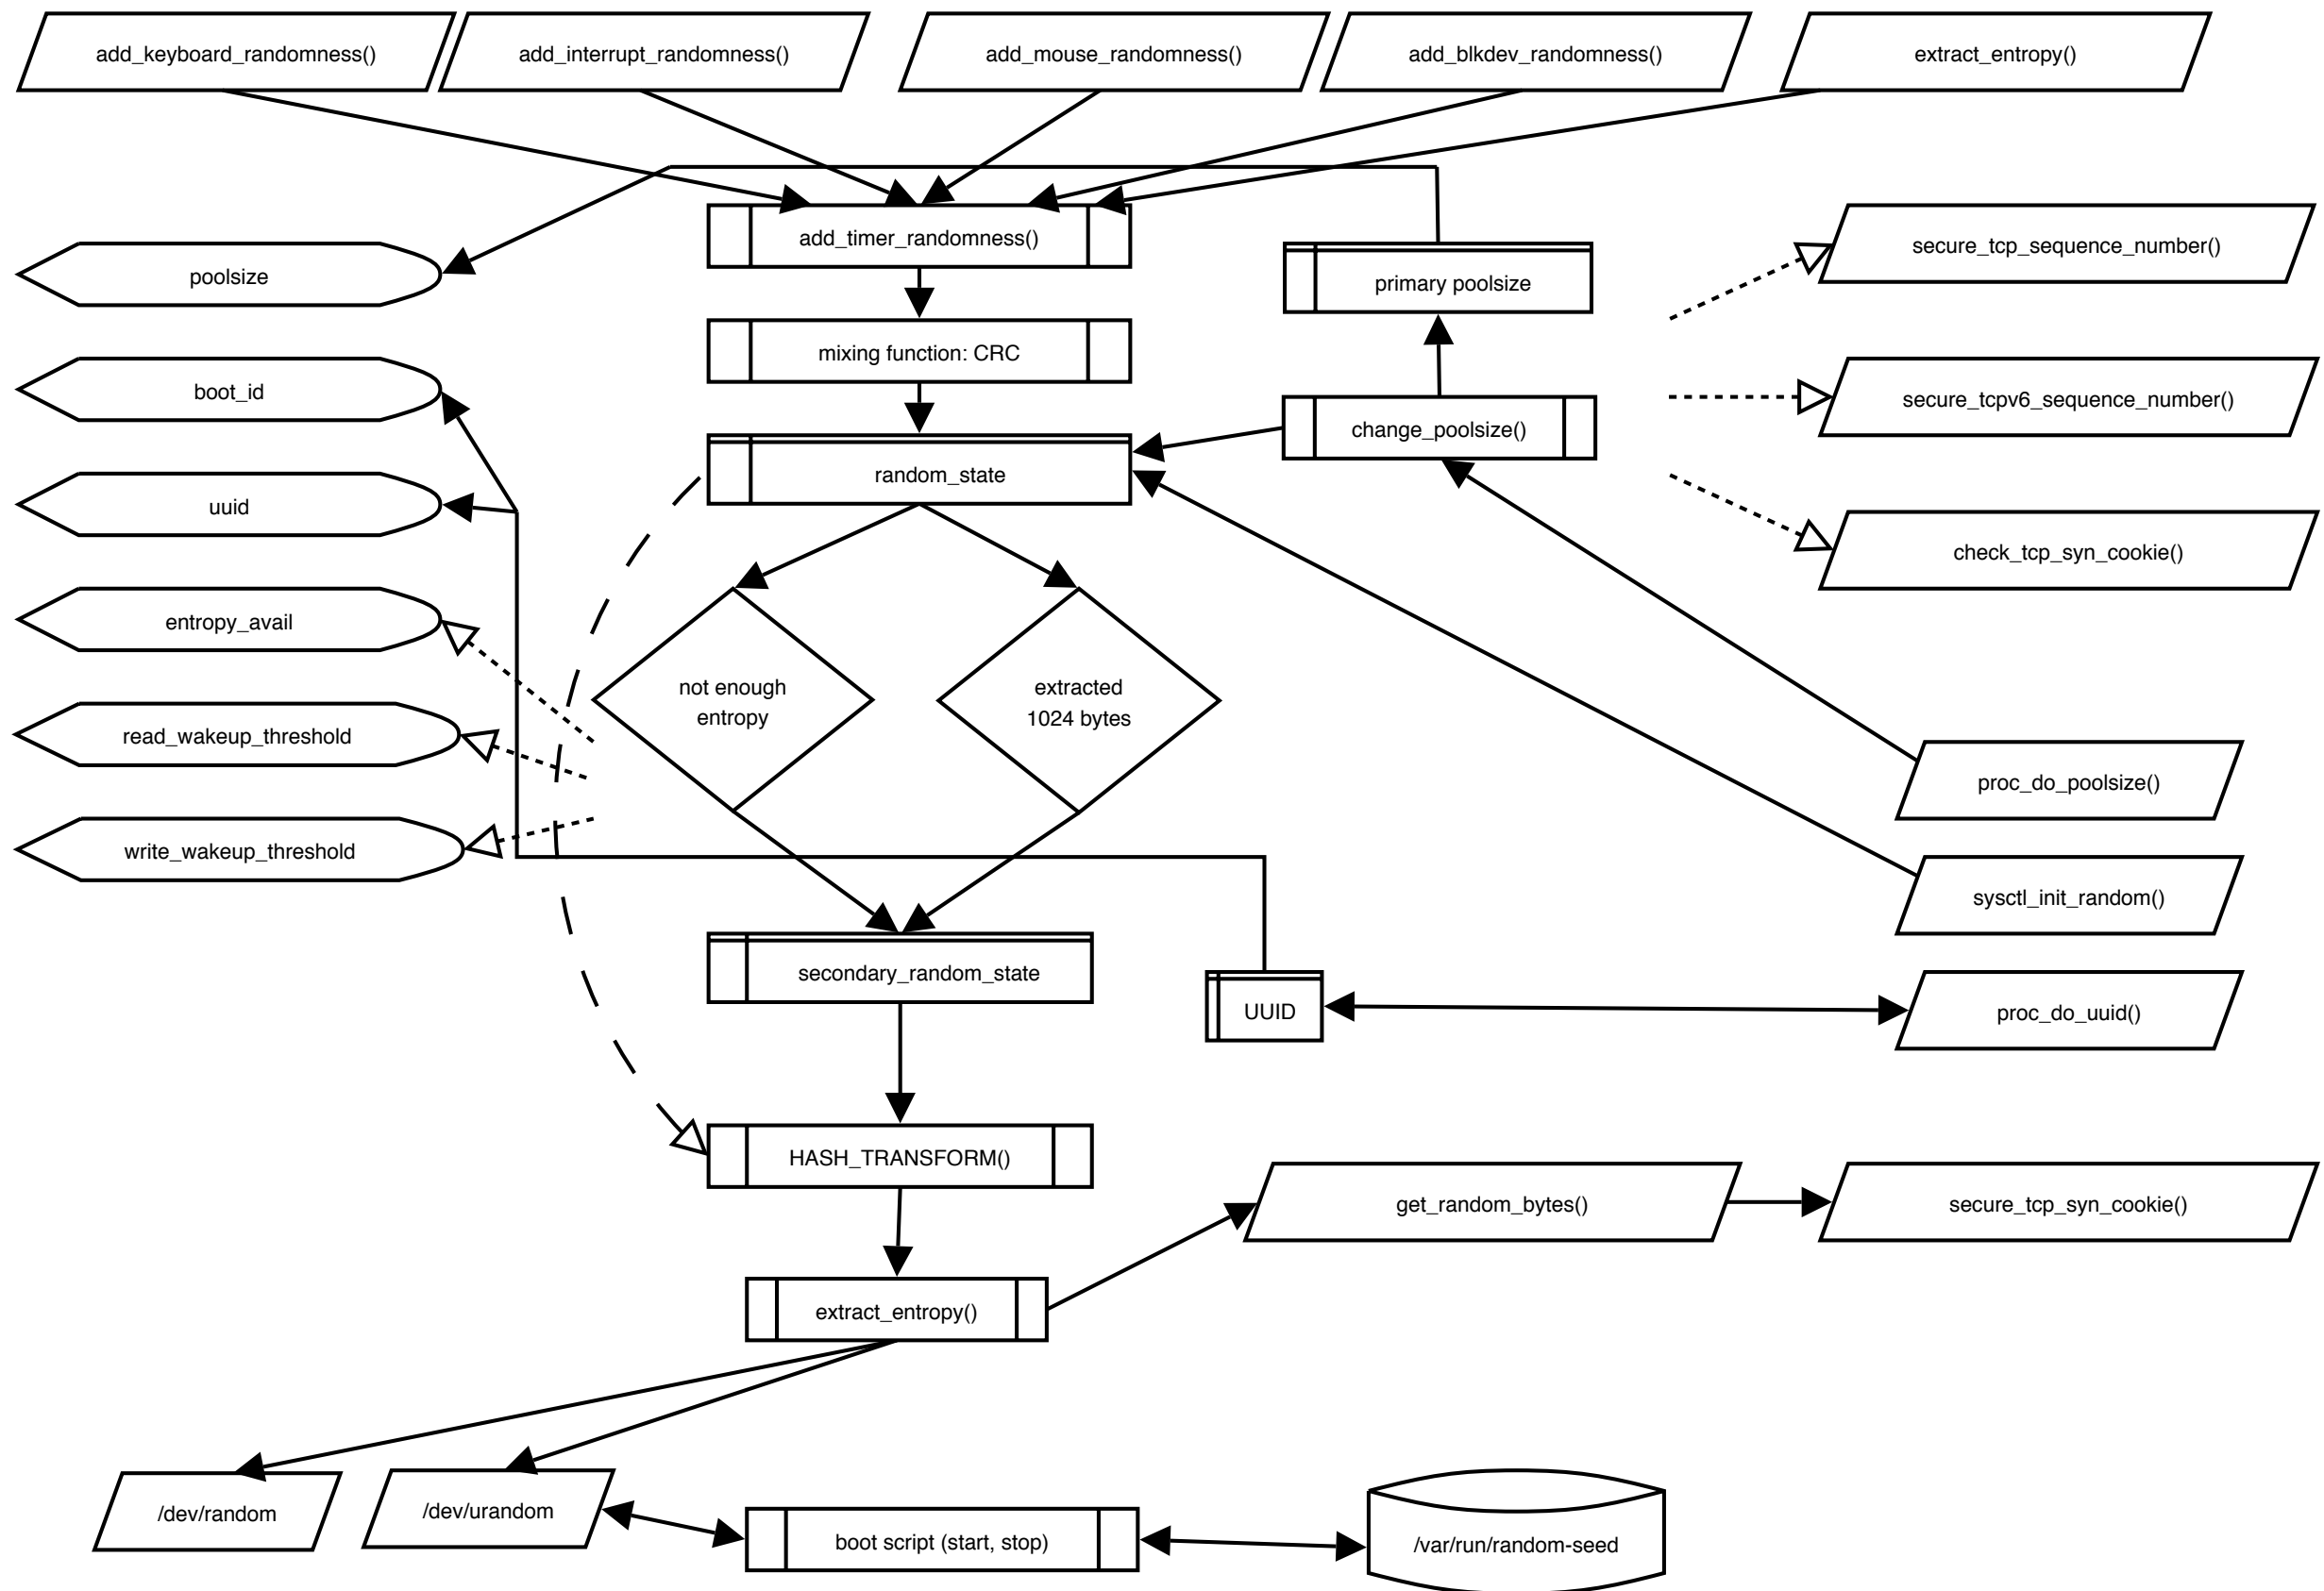 add_keyboard_randomness()
add_interrupt_randomness()
add_mouse_randomness()
add_blkdev_randomness()
extract_entropy()
add_timer_randomness()
secure_tcp_sequence_number()
poolsize
primary poolsize
mixing function: CRC
boot_id
secure_tcpv6_sequence_number()
change_poolsize()
random_state
uuid
check_tcp_syn_cookie()
entropy_avail
not enough
entropy
extracted
1024 bytes
read_wakeup_threshold
proc_do_poolsize()
write_wakeup_threshold
sysctl_init_random()
secondary_random_state
UUID
proc_do_uuid()
HASH_TRANSFORM()
get_random_bytes()
secure_tcp_syn_cookie()
extract_entropy()
/dev/random
/dev/urandom
boot script (start, stop)
/var/run/random-seed